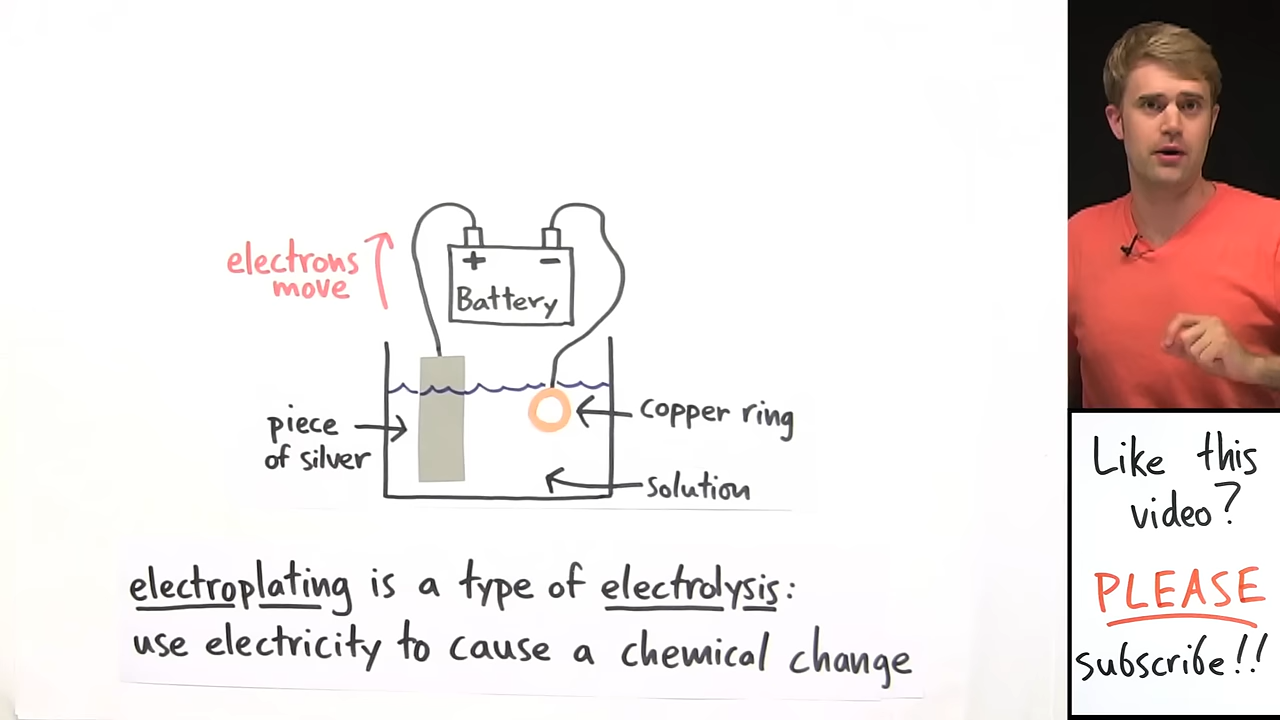 electrons
move
+ -
Battery
piece
of silver
copper ring
solution
electroplating is a type of electrolysis:
use electricity to cause a chemical change
Like this
video?
PLEASE
subscribe!!